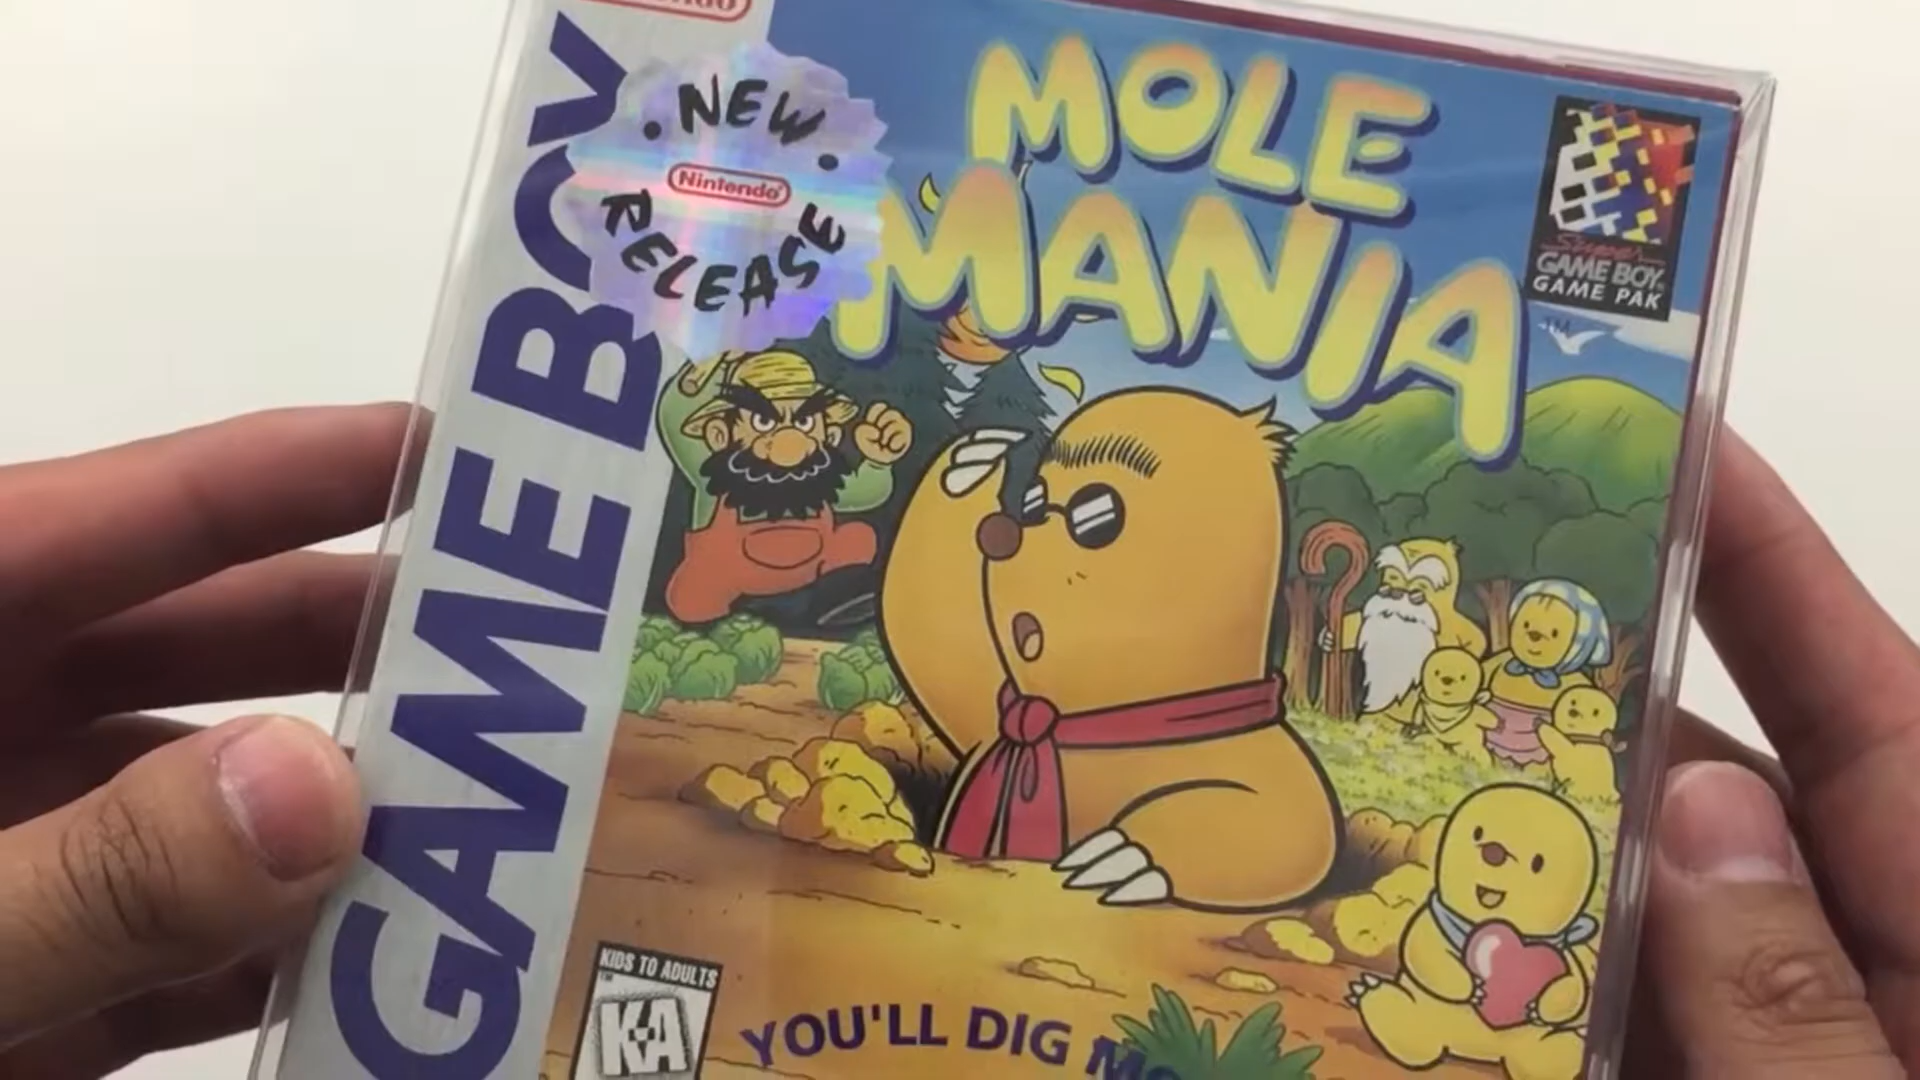 GAME BOY
• NEW •
Nintendo
RELEASE
MOLE
MANIA
TM
Super
GAME BOY
GAME PAK
KIDS TO ADULTS
TM
KA
YOU'LL DIG